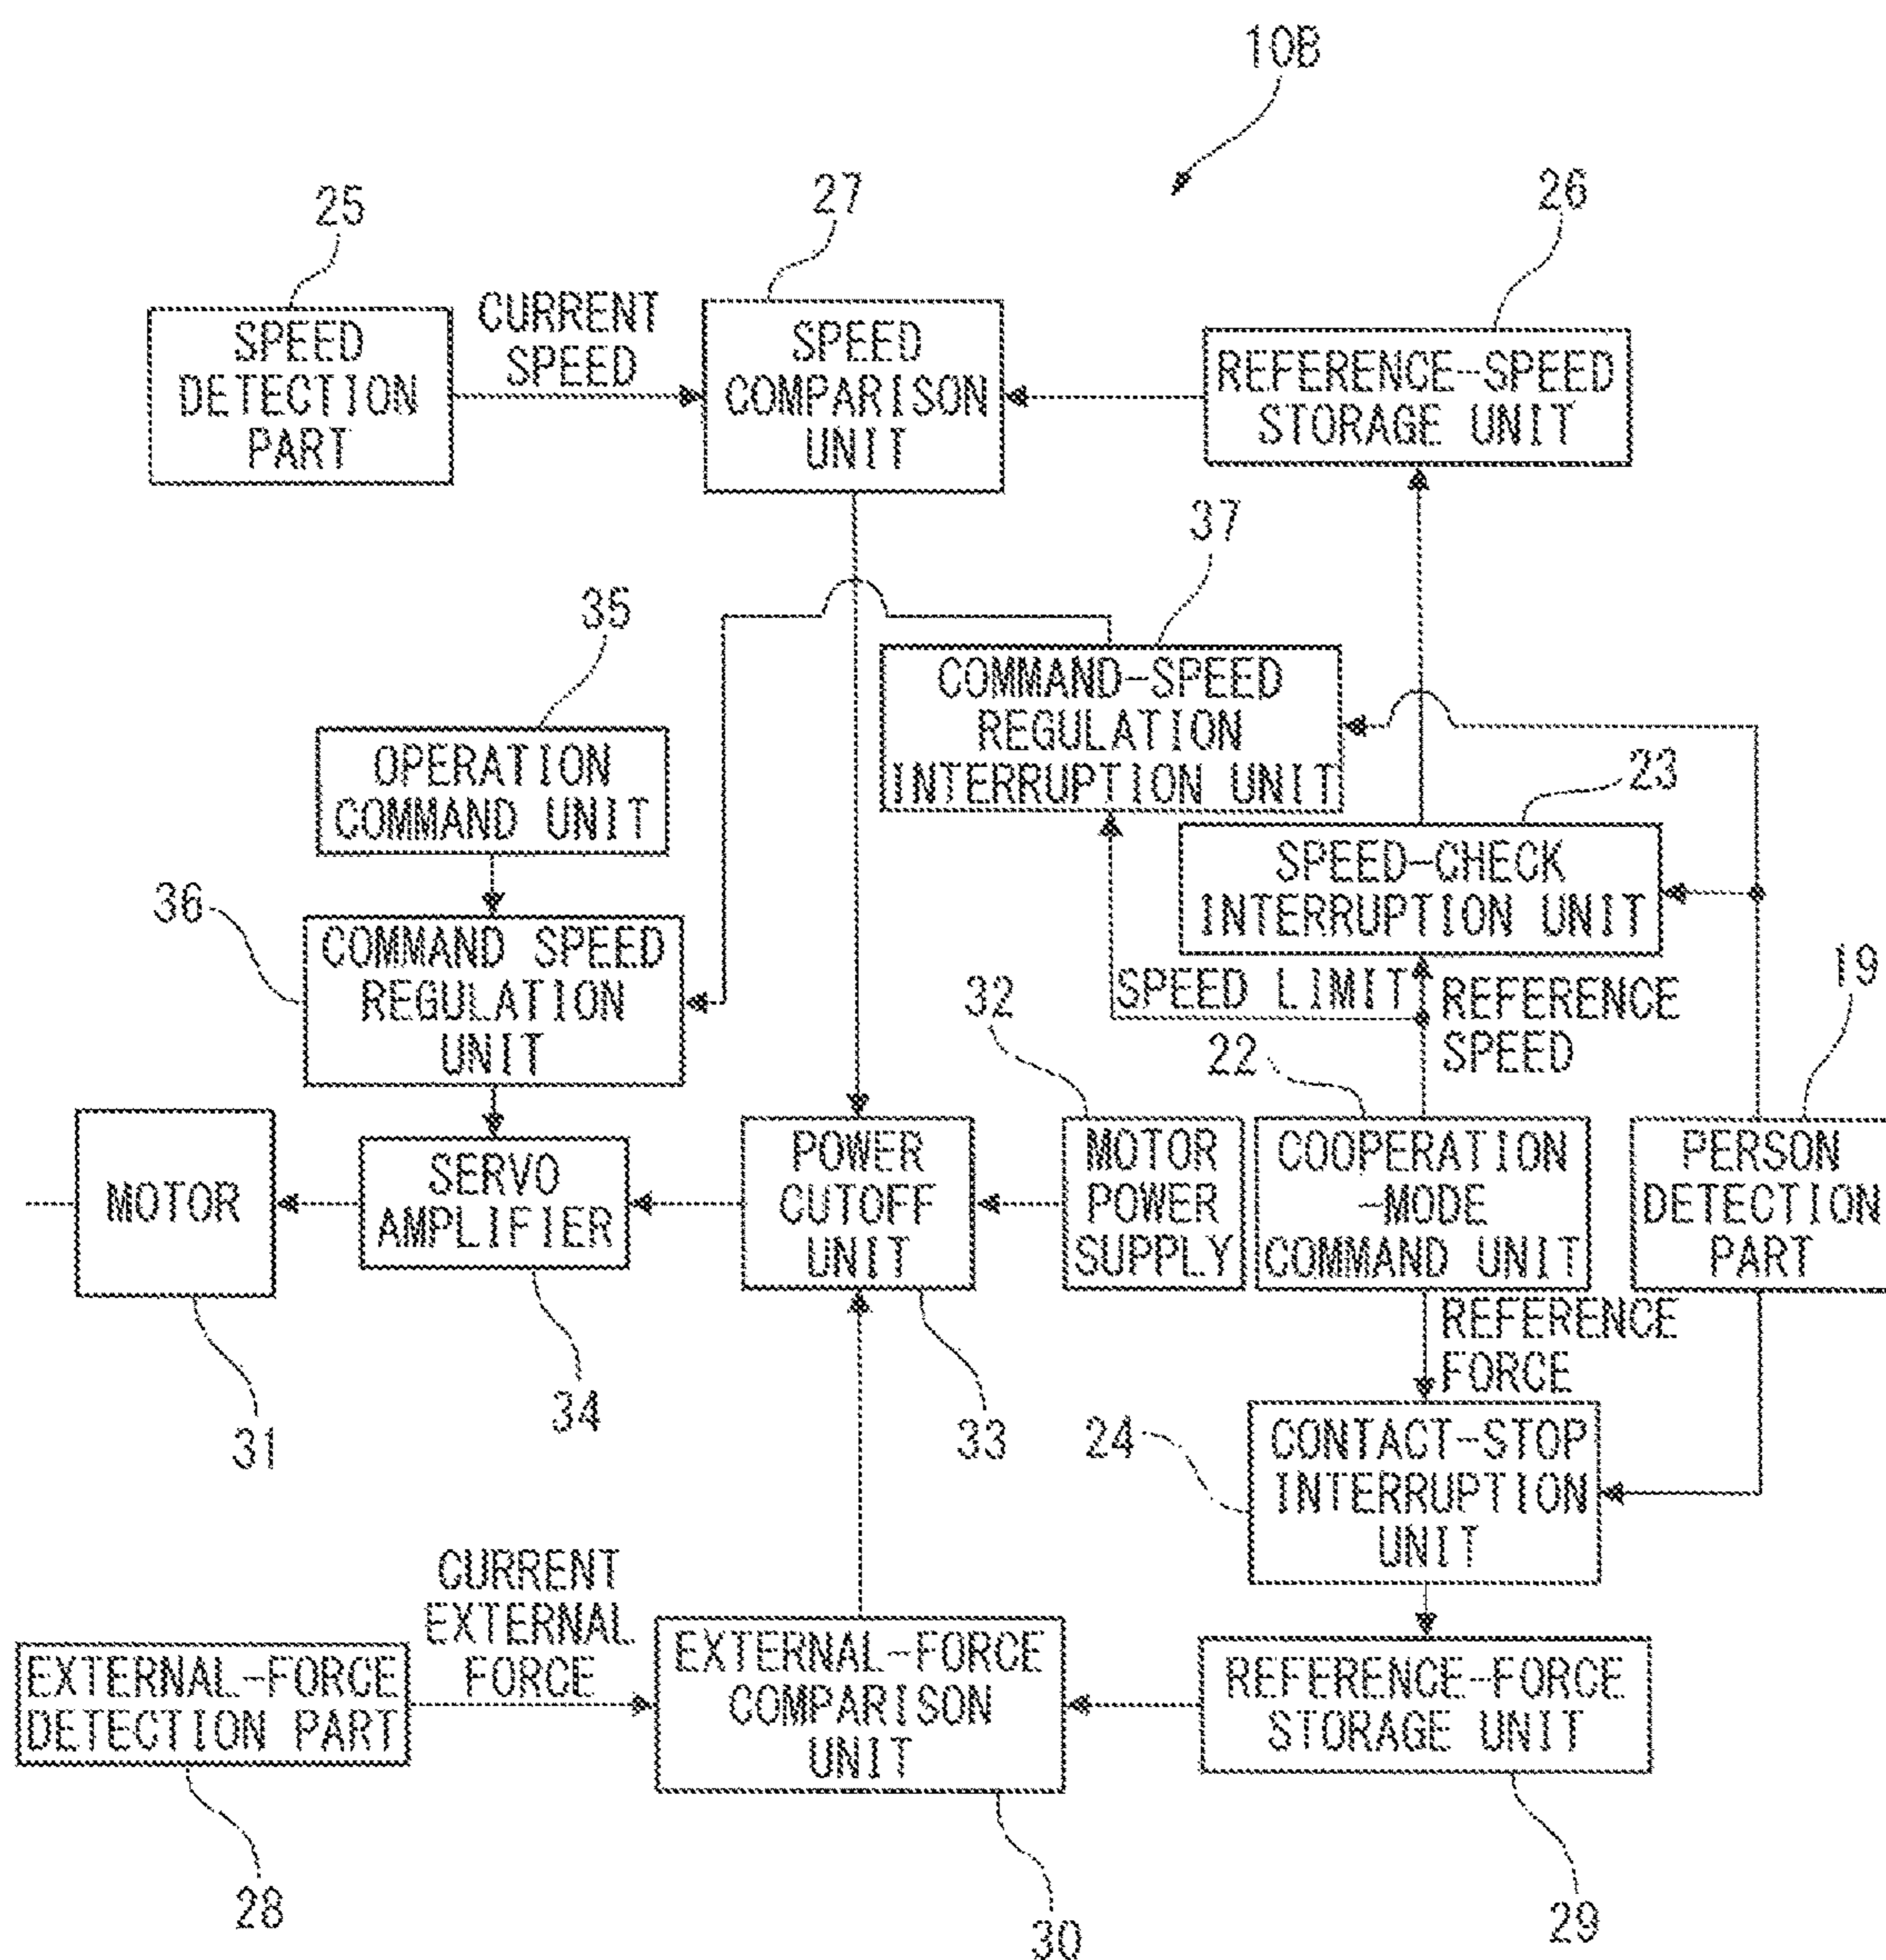 10B
25
27
26
SPEED
DETECTION
PART
CURRENT
SPEED
SPEED
COMPARISON
UNIT
REFERENCE-SPEED
STORAGE UNIT
37
35
COMMAND-SPEED
REGULATION
INTERRUPTION UNIT
OPERATION
COMMAND UNIT
23
SPEED-CHECK
INTERRUPTION UNIT
36
COMMAND SPEED
REGULATION
UNIT
SPEED LIMIT
REFERENCE
SPEED
32
22
19
MOTOR
SERVO
AMPLIFIER
POWER
CUTOFF
UNIT
MOTOR
POWER
SUPPLY
COOPERATION
-MODE
COMMAND UNIT
PERSON
DETECTION
PART
REFERENCE
FORCE
31
34
33
24
CONTACT-STOP
INTERRUPTION
UNIT
CURRENT
EXTERNAL
FORCE
EXTERNAL-FORCE
DETECTION PART
EXTERNAL-FORCE
COMPARISON
UNIT
REFERENCE-FORCE
STORAGE UNIT
28
30
29